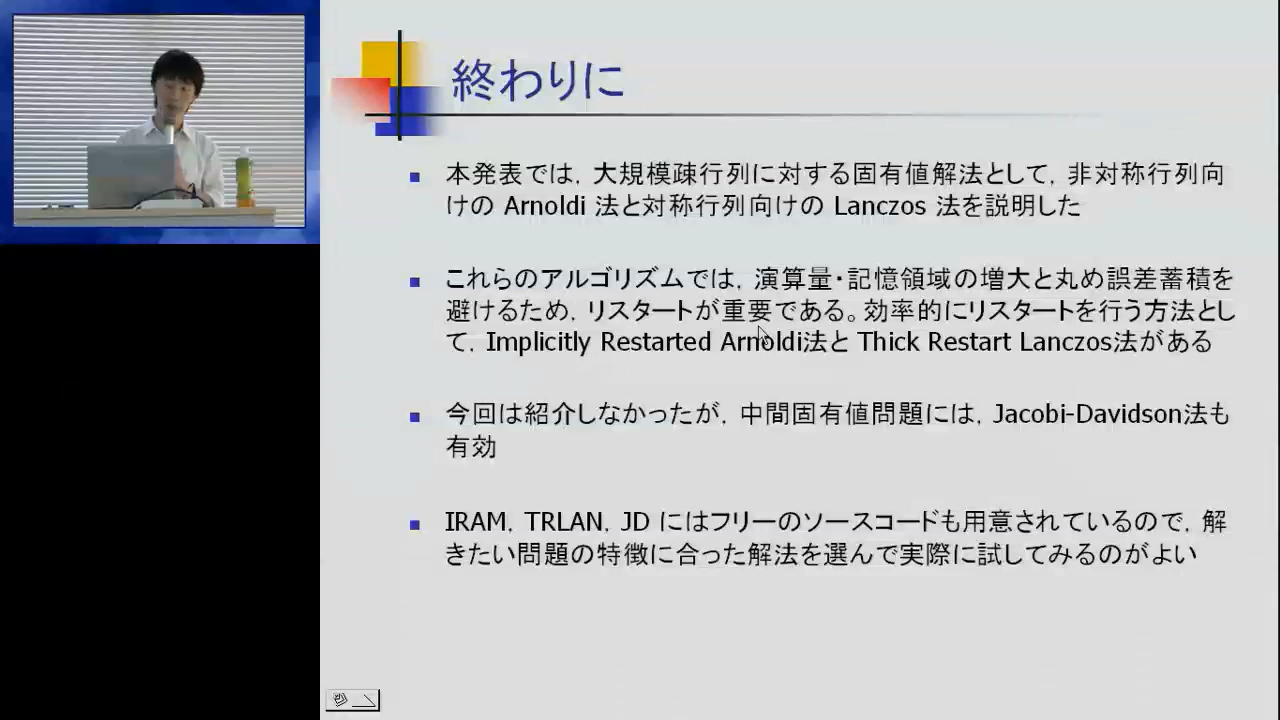 終わりに
本発表では，大規模疎行列に対する固有値解法として，非対称行列向
けの Arnoldi 法と対称行列向けの Lanczos 法を説明した
これらのアルゴリズムでは，演算量・記憶領域の増大と丸め誤差蓄積を
避けるため，リスタートが重要である。効率的にリスタートを行う方法とし
て，Implicitly Restarted Arnoldi法と Thick Restart Lanczos法がある
今回は紹介しなかったが，中間固有値問題には，Jacobi-Davidson法も
有効
IRAM，TRLAN，JD にはフリーのソースコードも用意されているので，解
きたい問題の特徴に合った解法を選んで実際に試してみるのがよい